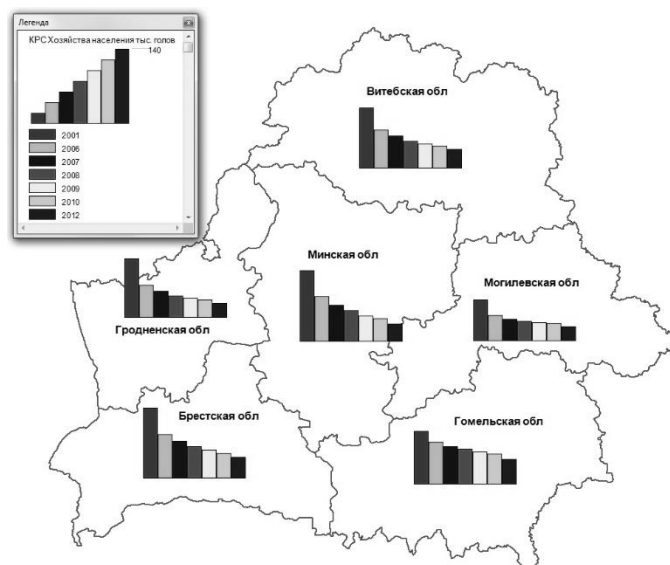 Легенда
КРС Хозяйства населения тыс. голов
140
2001
2006
2007
2008
2009
2010
2012
Витебская обл
Минская обл
Могилевская обл
Гродненская обл
Брестская обл
Гомельская обл